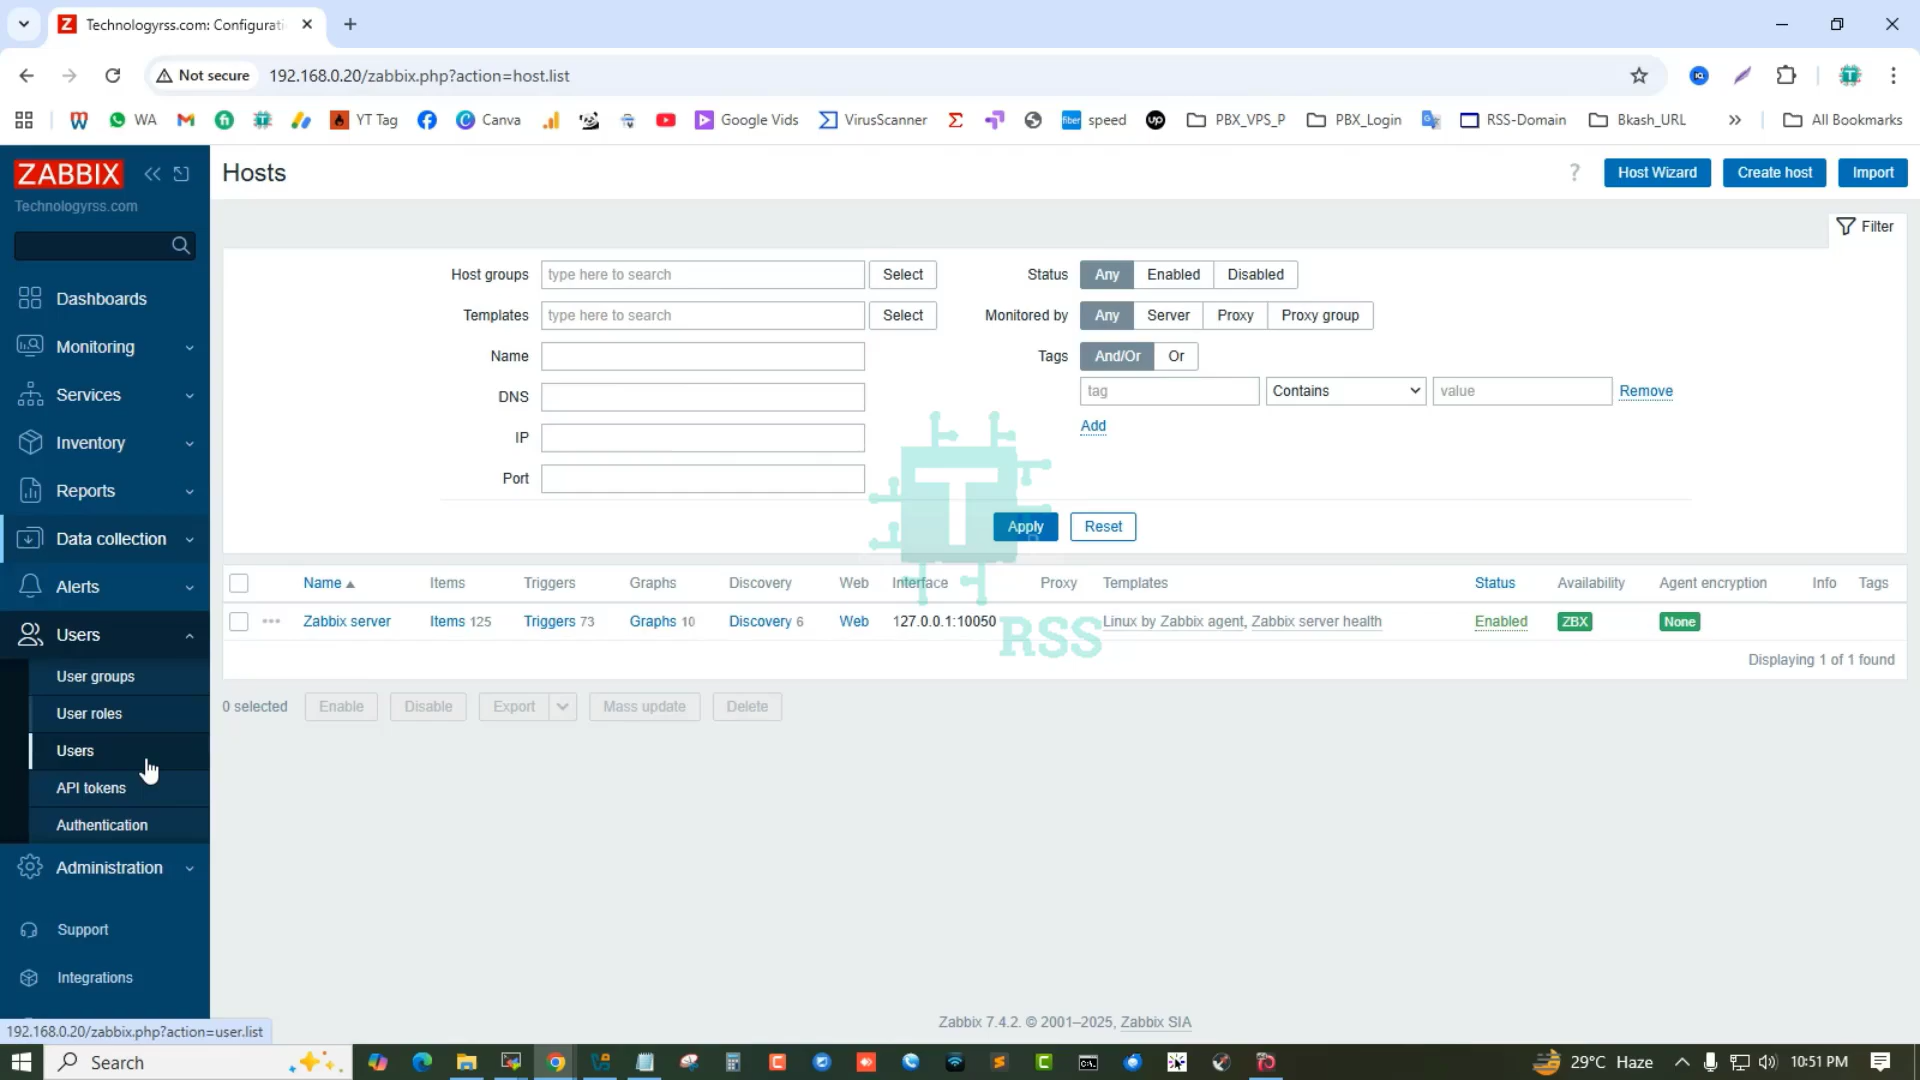 Technologyrss.com: Configurati
Not secure 192.168.0.20/zabbix.php?action=host.list
WA YT Tag Canva Google Vids VirusScanner fiber speed up PBX_VPS_P PBX_Login RSS-Domain Bkash_URL All Bookmarks
ZABBIX
Technologyrss.com
Dashboards
Monitoring
Services
Inventory
Reports
Data collection
Alerts
Users
User groups
User roles
Users
API tokens
Authentication
Administration
Support
Integrations
192.168.0.20/zabbix.php?action=user.list
Hosts ? Host Wizard Create host Import
Filter
Host groups type here to search Select Status Any Enabled Disabled
Templates type here to search Select Monitored by Any Server Proxy Proxy group
Name Tags And/Or Or
DNS tag Contains value Remove
Add
IP
Port
Apply Reset
Name Items Triggers Graphs Discovery Web Interface Proxy Templates Status Availability Agent encryption Info Tags
Zabbix server Items 125 Triggers 73 Graphs 10 Discovery 6 Web 127.0.0.1:10050 Linux by Zabbix agent, Zabbix server health Enabled ZBX None
T
RSS
Displaying 1 of 1 found
0 selected Enable Disable Export Mass update Delete
Zabbix 7.4.2. © 2001–2025, Zabbix SIA
Search 29°C Haze 10:51 PM